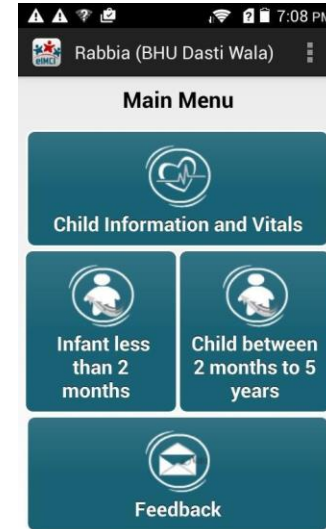 7:08 PM
eIMCI
Rabbia (BHU Dasti Wala)
Main Menu
Child Information and Vitals
Infant less
than 2
months
Child between
2 months to 5
years
Feedback